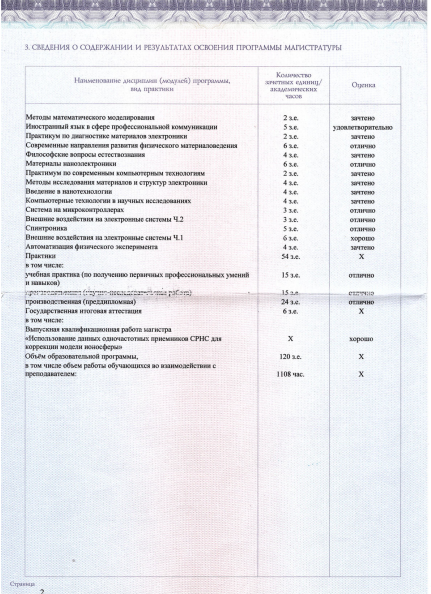 3. СВЕДЕНИЯ О СОДЕРЖАНИИ И РЕЗУЛЬТАТАХ ОСВОЕНИЯ ПРОГРАММЫ МАГИСТРАТУРЫ
Наименование дисциплин (модулей) программы, вид практики
Количество зачетных единиц/ академических часов
Оценка
Методы математического моделирования 2 з.е. зачтено
Иностранный язык в сфере профессиональной коммуникации 5 з.е. удовлетворительно
Практикум по диагностике материалов электроники 2 з.е. зачтено
Современные направления развития физического материаловедения 6 з.е. отлично
Философские вопросы естествознания 4 з.е. зачтено
Материалы наноэлектроники 6 з.е. отлично
Практикум по современным компьютерным технологиям 2 з.е. зачтено
Методы исследования материалов и структур электроники 4 з.е. зачтено
Введение в нанотехнологии 4 з.е. зачтено
Компьютерные технологии в научных исследованиях 4 з.е. зачтено
Система на микроконтроллерах 3 з.е. отлично
Внешние воздействия на электронные системы Ч.2 3 з.е. отлично
Спинтроника 5 з.е. отлично
Внешние воздействия на электронные системы Ч.1 6 з.е. хорошо
Автоматизация физического эксперимента 4 з.е. зачтено
Практики 54 з.е. X
в том числе:
учебная практика (по получению первичных профессиональных умений
и навыков) 15 з.е. отлично
15 з.е. отлично
производственная (преддипломная) 24 з.е. отлично
Государственная итоговая аттестация 6 з.е. X
в том числе:
Выпускная квалификационная работа магистра
«Использование данных одночастотных приемников СРНС для X хорошо
коррекции модели ионосферы»
Объём образовательной программы, 120 з.е. X
в том числе объем работы обучающихся во взаимодействии с
преподавателем: 1108 час. X
Страница
2